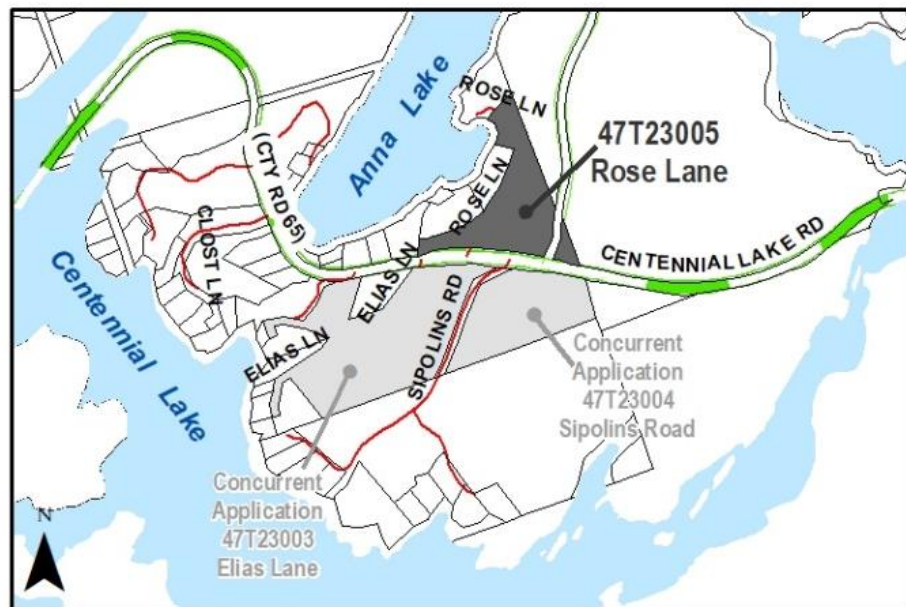 ROSE LN
47T23005
Rose Lane
Anna Lake
(CTY RD 65)
ROSE LN
CLOST LN
ELIAS LN
CENTENNIAL LAKE RD
SIPOLINS RD
ELIAS LN
Centennial Lake
Concurrent
Application
47T23004
Sipolins Road
Concurrent
Application
47T23003
Elias Lane
N